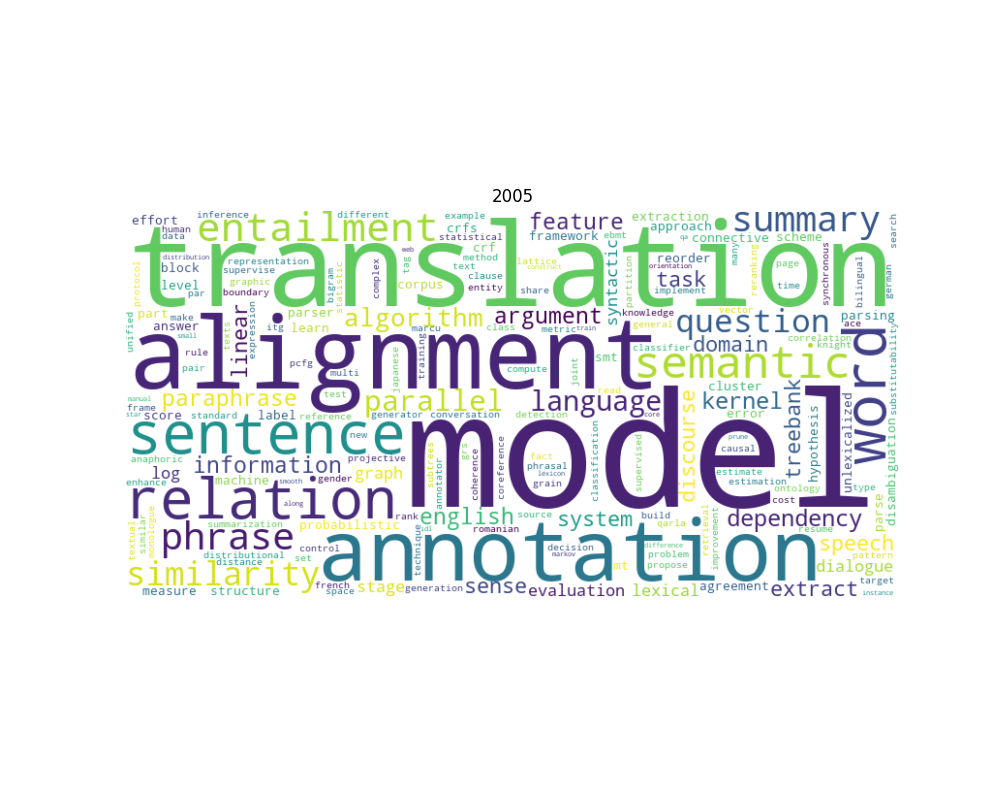 2005
effort
inference
different
example
feature
extraction
summary
search
human
entailment
crfs
framework
ebmt
approach
qa
connective
scheme
data
translation
statistical
crf
method
text
syntactic
reorder
many
reranking
page
time
synchronous
bilingual
german
distribution
block
representation
supervise
tag
web
lattice
construct
clause
entity
share
partition
orientation
task
implement
protocol
level
par
graphic
boundary
bigram
statistic
complex
corpus
part
make
parser
algorithm
argument
knowledge
vector
parsing
unified
answer
texts
linear
expression
itg
learn
marcu
class
metric
train
general
question
ace
correlation
knight
small
rule
alignment
training
smt
classifier
domain
word
substitutability
pair
pcfg
multi
japanese
compute
joint
semantic
manual
frame
star
paraphrase
test
parallel
language
read
cluster
kernel
treebank
type
score
standard
label
reference
generator
conversation
detection
core
error
hypothesis
unlexicalized
disambiguation
anaphoric
sentence
new
model
fact
phrasal
lexicon
grain
classification
supervised
discourse
prune
causal
enhance
log
information
projective
machine
smooth
gender
graph
subtrees
annotator
grs
coherence
coreference
estimate
estimation
ontology
cost
parse
relation
along
rank
textual
similar
monologue
summarization
probabilistic
english
source
romanian
system
build
qarla
retrieval
improvement
dependency
resume
phrase
distributional
distance
set
control
annotation
technique
idi
decision
markov
mt
difference
problem
propose
speech
pattern
similarity
dialogue
measure
structure
french
space
stage
generation
sense
evaluation
lexical
agreement
extract
target
instance